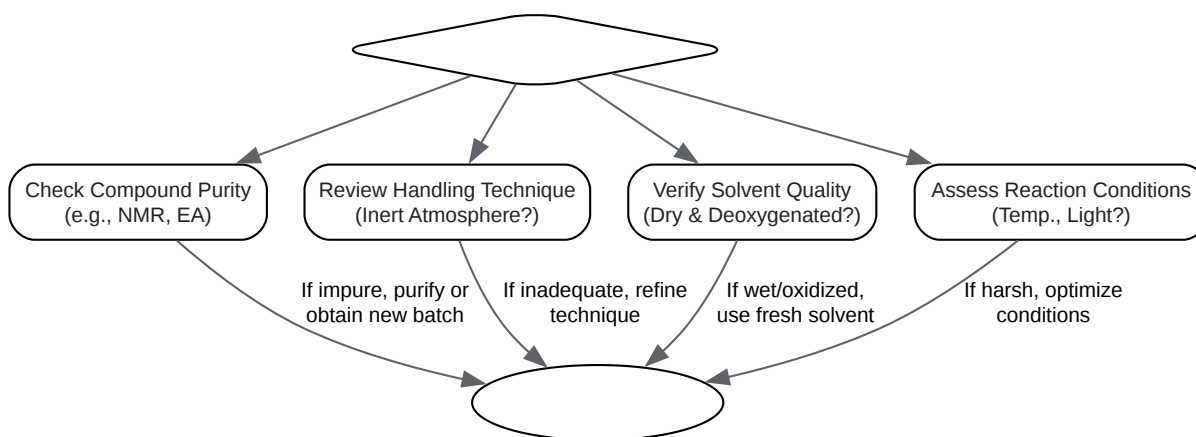 Check Compound Purity
(e.g., NMR, EA)
Review Handling Technique
(Inert Atmosphere?)
Verify Solvent Quality
(Dry & Deoxygenated?)
Assess Reaction Conditions
(Temp., Light?)
If impure, purify or
obtain new batch
If inadequate, refine
technique
If wet/oxidized,
use fresh solvent
If harsh, optimize
conditions